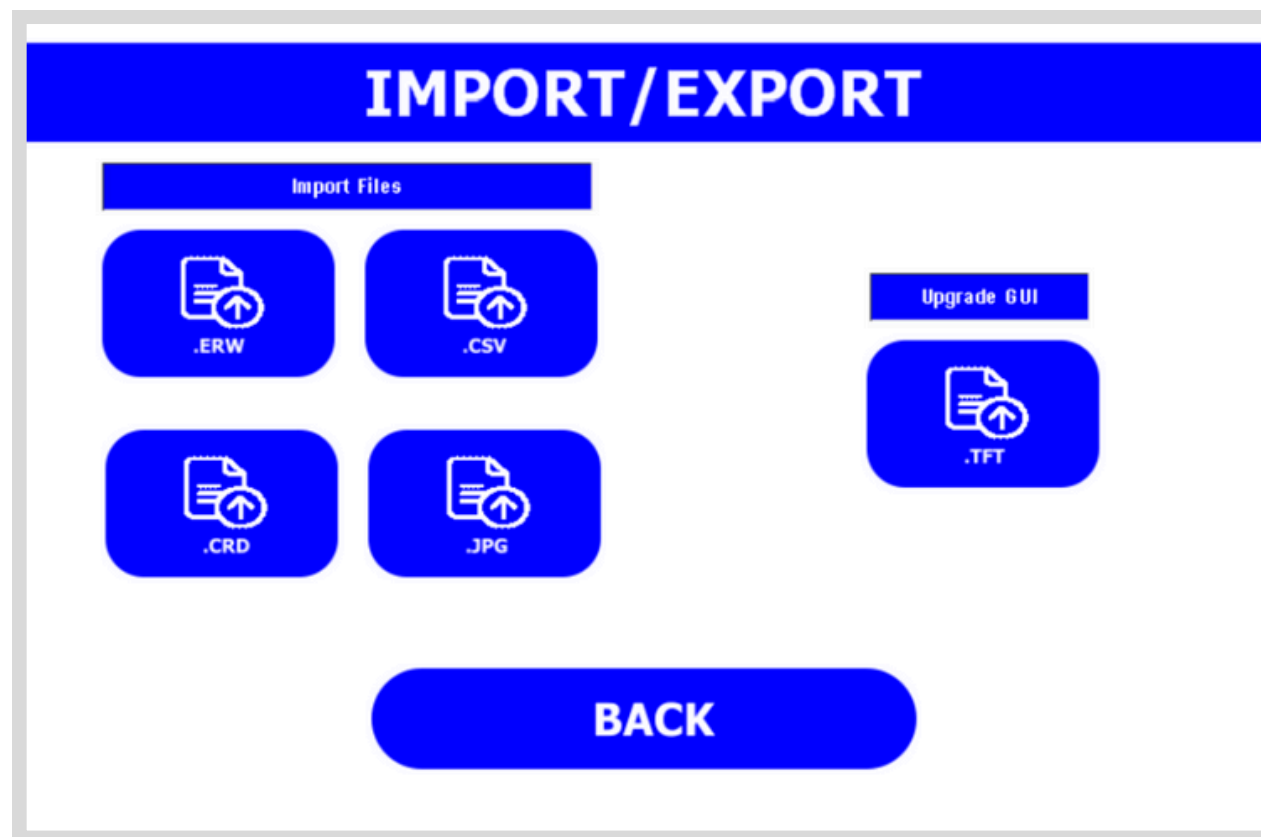 IMPORT/EXPORT
Import Files
.ERW
.CSV
.CRD
.JPG
Upgrade GUI
.TFT
BACK